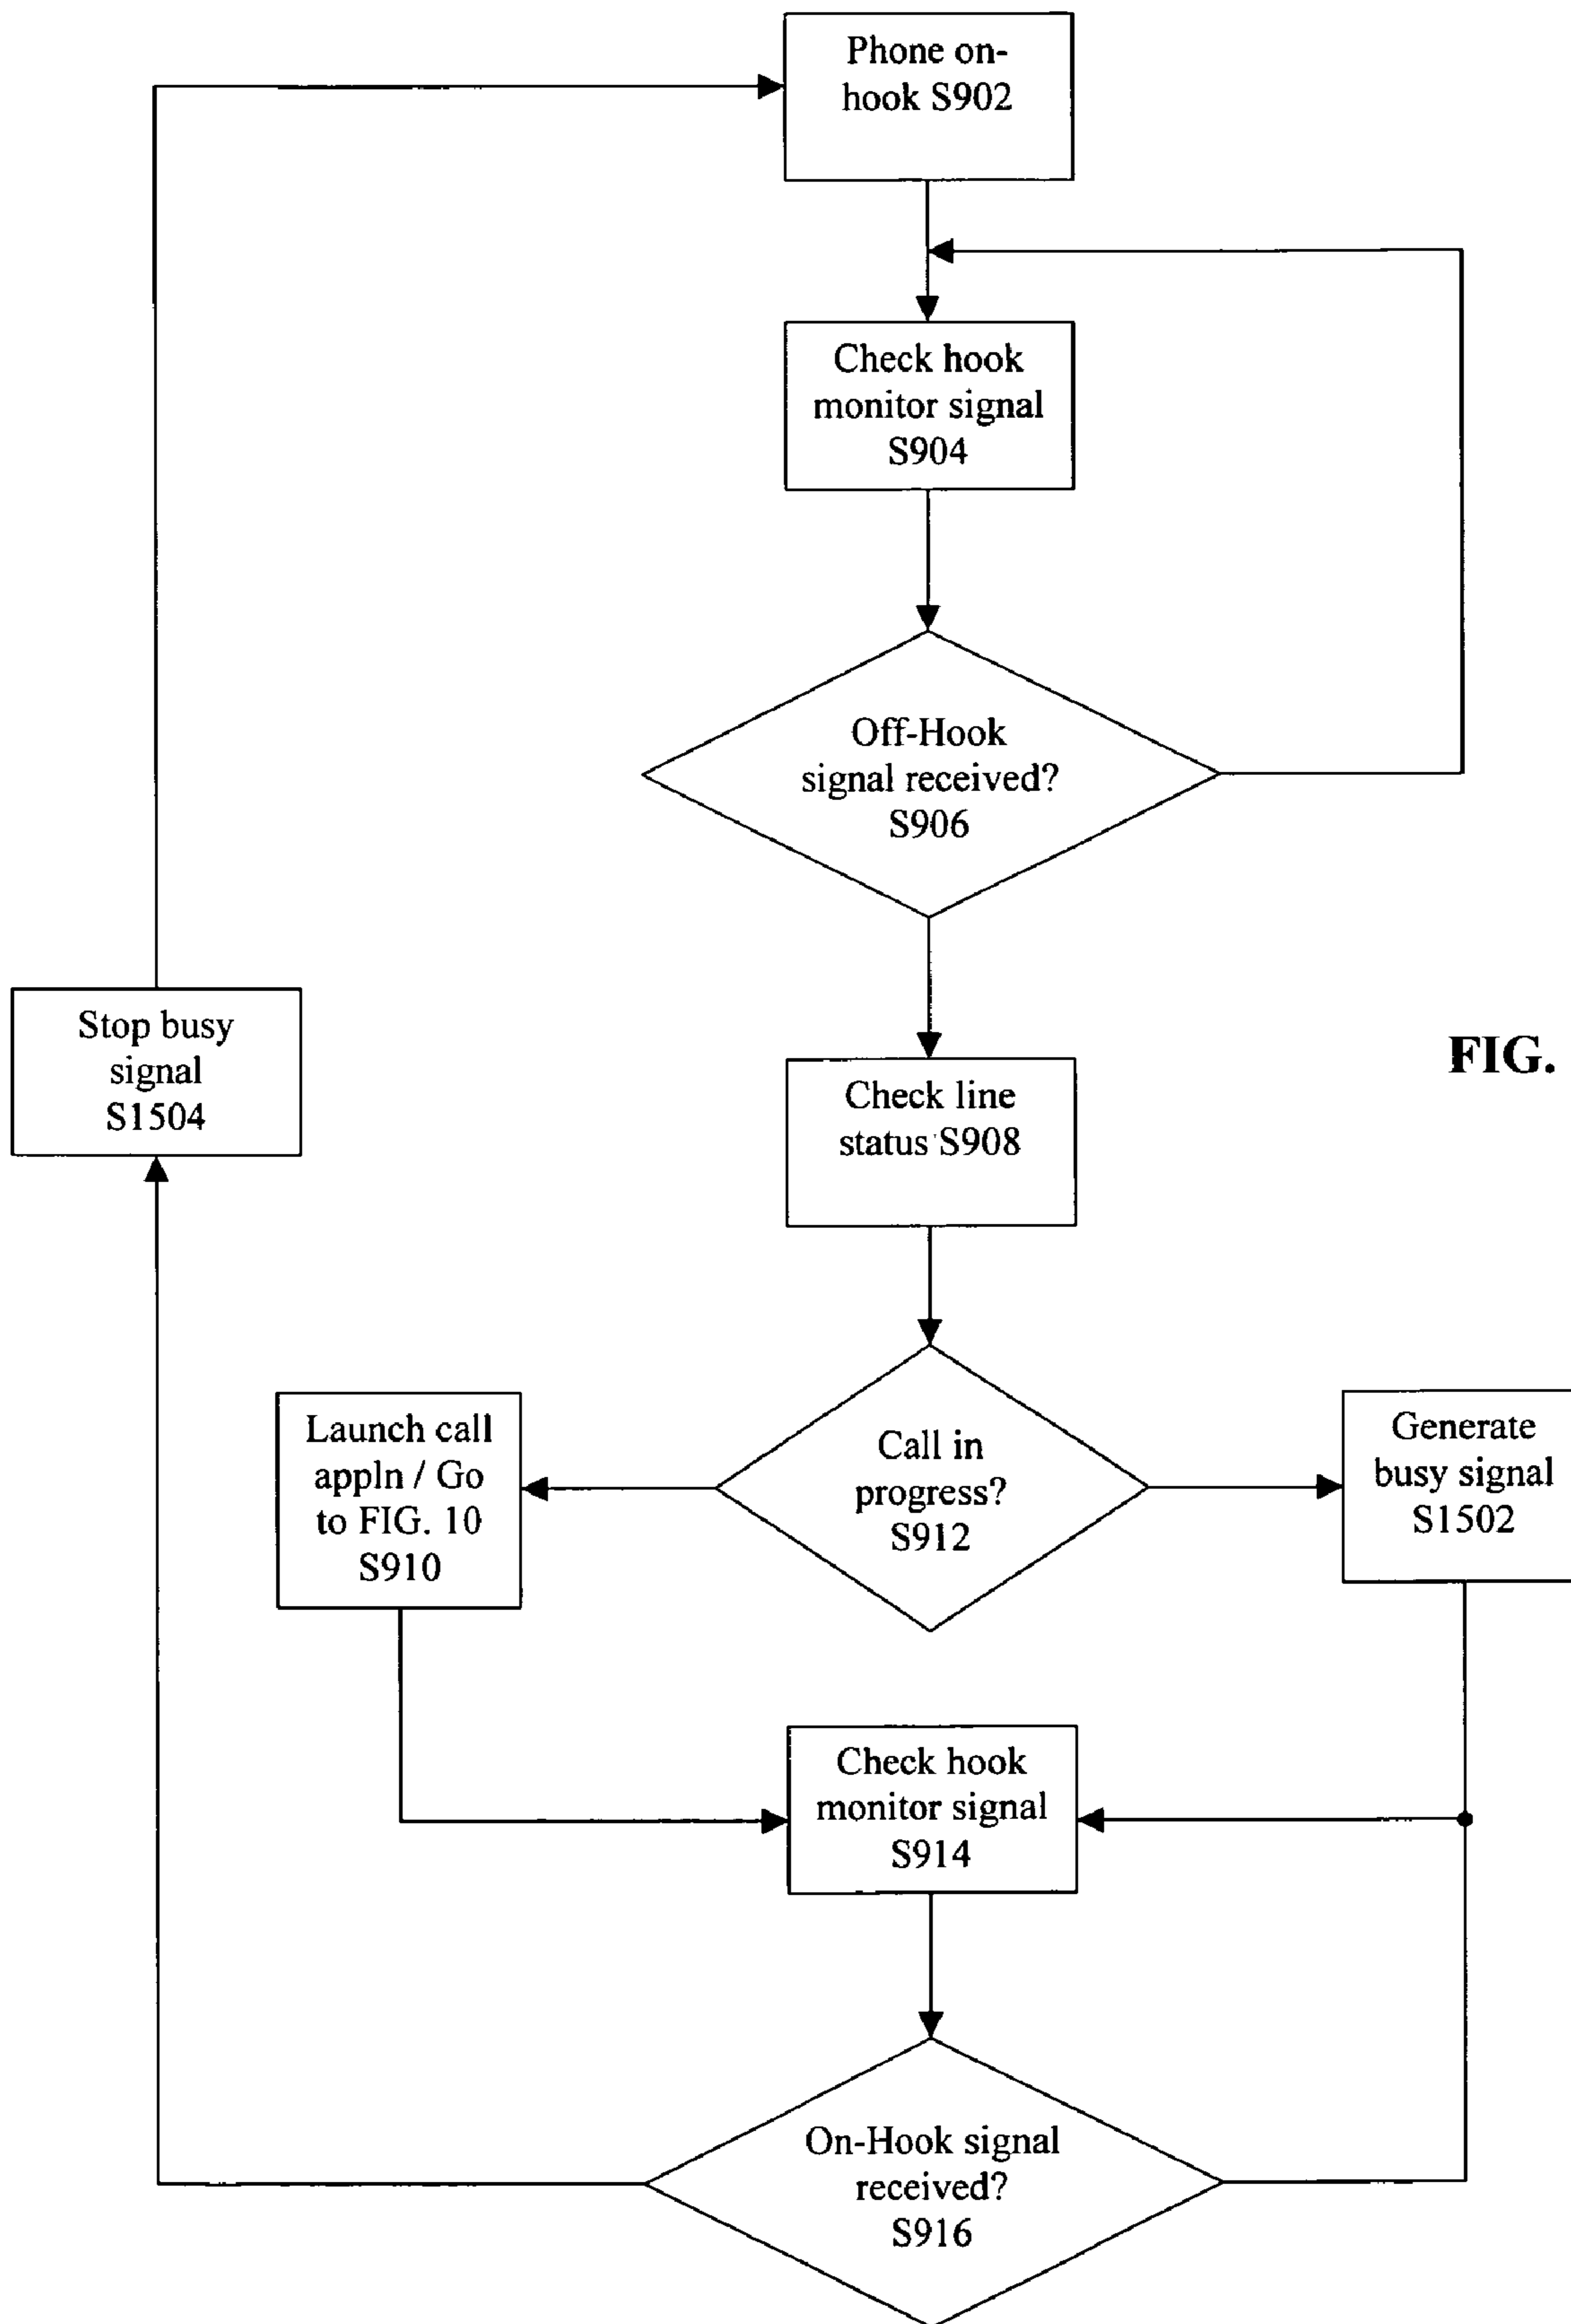 Phone on-
hook S902
Check hook
monitor signal
S904
Off-Hook
signal received?
S906
Stop busy
signal
S1504
FIG.
Check line
status S908
Launch call
appln / Go
to FIG. 10
S910
Call in
progress?
S912
Generate
busy signal
S1502
Check hook
monitor signal
S914
On-Hook signal
received?
S916